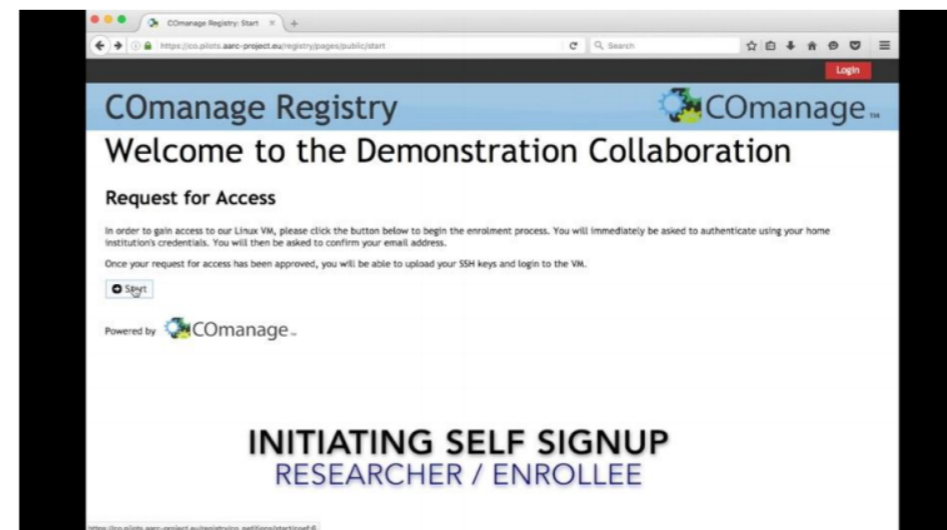 COmanage Registry: Start
https://co.pilots.aarc-project.eu/registry/pages/public/start
Search
Login
COmanage Registry
COmanage TM
Welcome to the Demonstration Collaboration
Request for Access
In order to gain access to our Linux VM, please click the button below to begin the enrolment process. You will immediately be asked to authenticate using your home
institution's credentials. You will then be asked to confirm your email address.
Once your request for access has been approved, you will be able to upload your SSH keys and login to the VM.
Start
Powered by COmanage
INITIATING SELF SIGNUP
RESEARCHER / ENROLLEE